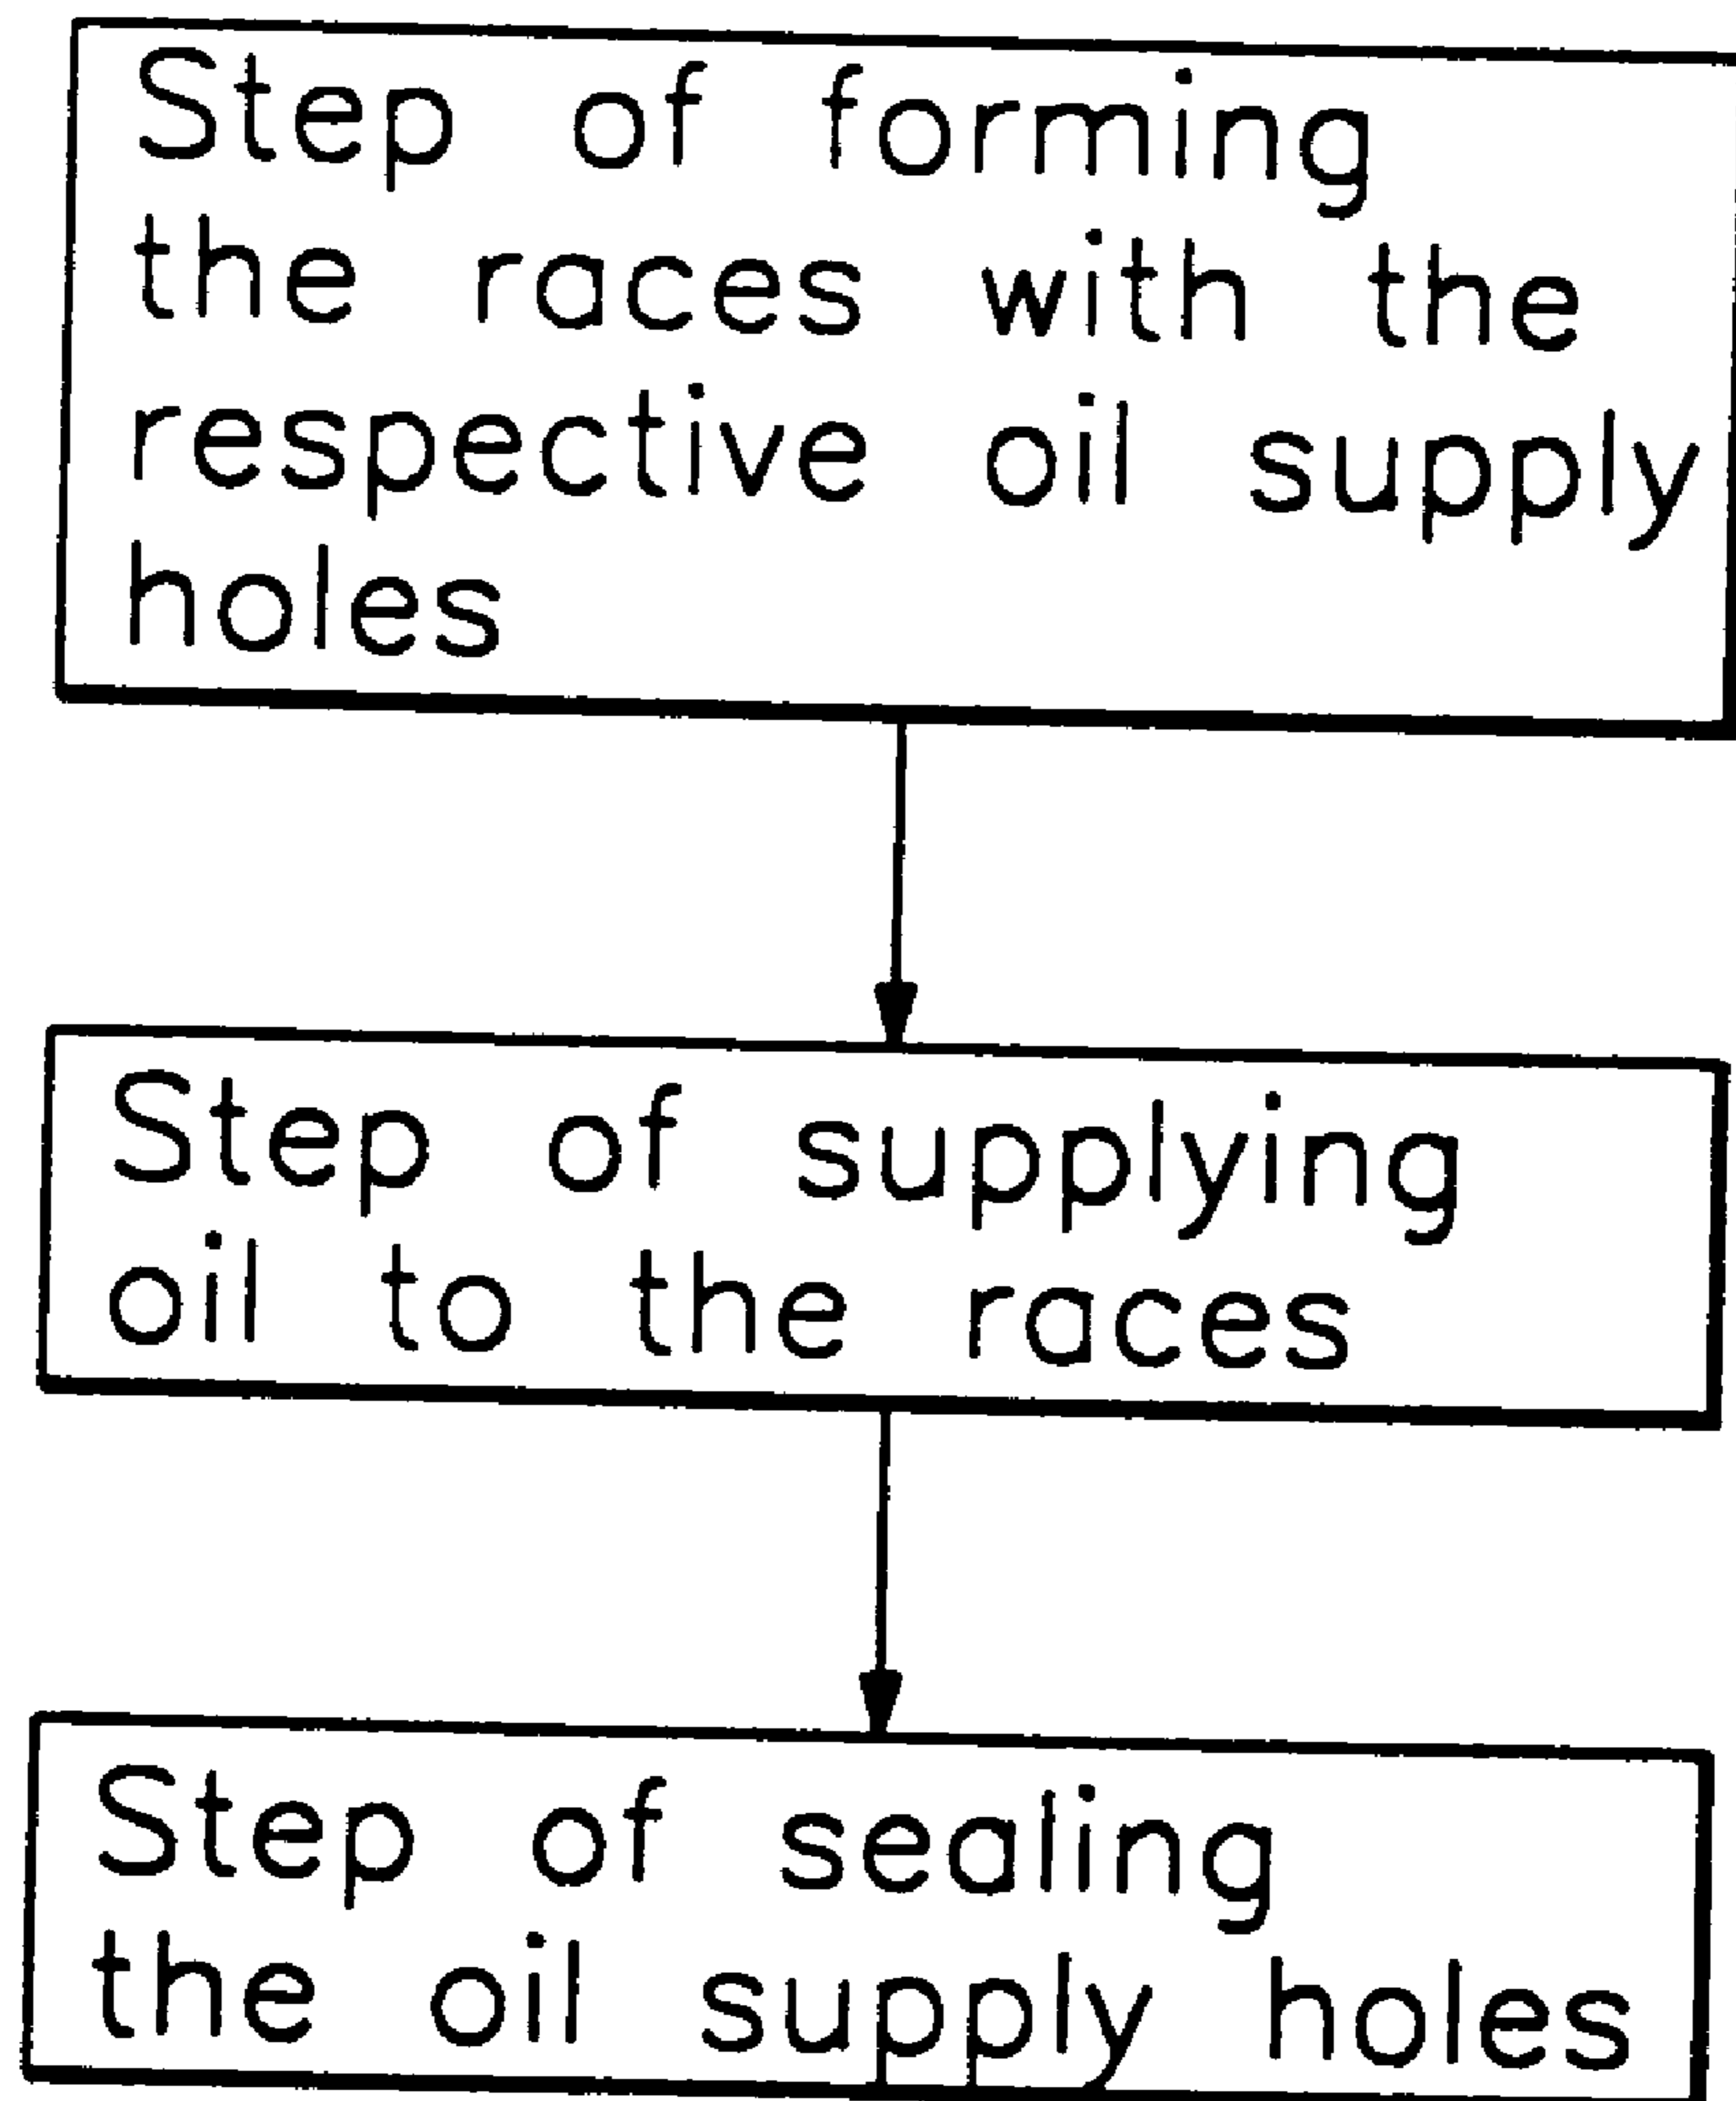 Step of forming
the races with the
respective oil supply
holes
Step of supplying
oil to the races
Step of sealing
the oil supply holes